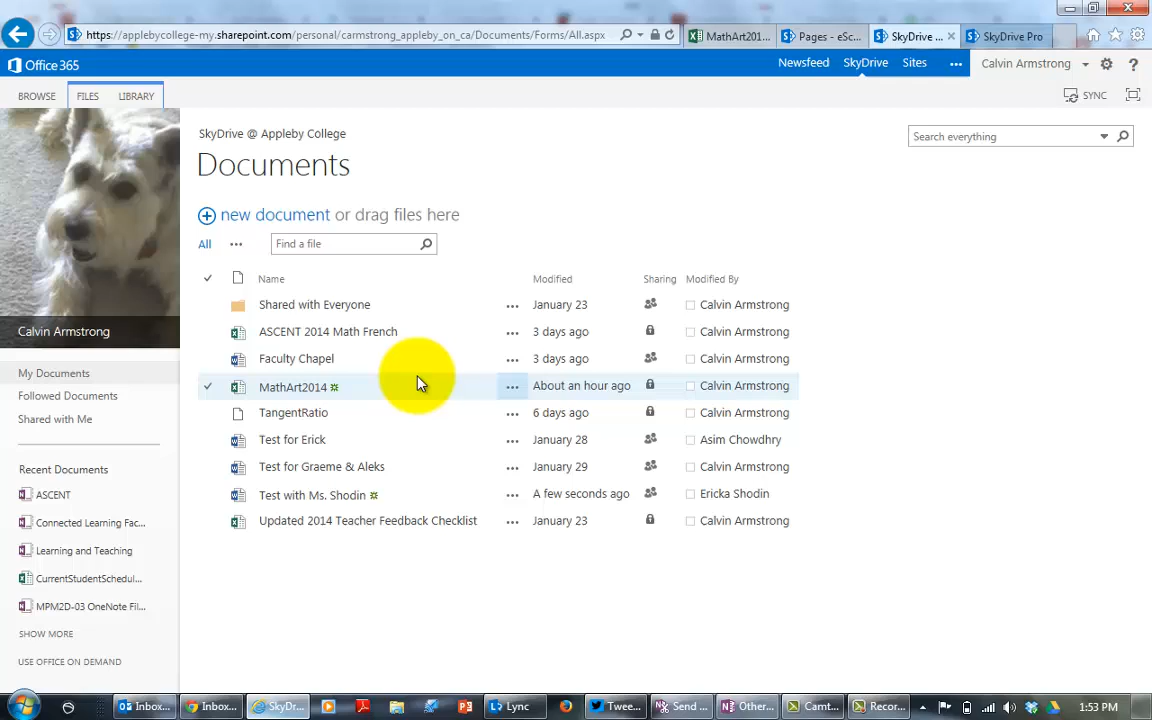 https://applebycollege-my.sharepoint.com/personal/carmstrong_appleby_on_ca/Documents/Forms/All.aspx
MathArt201...
Pages - eSc...
SkyDrive ...
SkyDrive Pro
Office 365
Newsfeed SkyDrive Sites ... Calvin Armstrong ?
BROWSE FILES LIBRARY
SYNC
SkyDrive @ Appleby College
Search everything
Documents
new document or drag files here
All ... Find a file
Name Modified Sharing Modified By
Shared with Everyone ... January 23 Calvin Armstrong
ASCENT 2014 Math French ... 3 days ago Calvin Armstrong
Faculty Chapel ... 3 days ago Calvin Armstrong
MathArt2014 ... About an hour ago Calvin Armstrong
TangentRatio ... 6 days ago Calvin Armstrong
Test for Erick ... January 28 Asim Chowdhry
Test for Graeme & Aleks ... January 29 Calvin Armstrong
Test with Ms. Shodin ... A few seconds ago Ericka Shodin
Updated 2014 Teacher Feedback Checklist ... January 23 Calvin Armstrong
Calvin Armstrong
My Documents
Followed Documents
Shared with Me
Recent Documents
ASCENT
Connected Learning Fac...
Learning and Teaching
CurrentStudentSchedul...
MPM2D-03 OneNote Fil...
SHOW MORE
USE OFFICE ON DEMAND
Inbox... Inbox... SkyDr... Lync Twee... Send ... Other... Camt... Recor... 1:53 PM